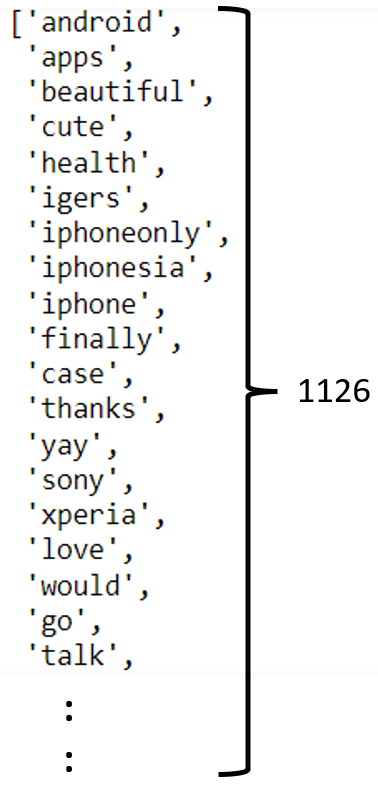 ['android',
'apps',
'beautiful',
'cute',
'health',
'igers',
'iphoneonly',
'iphonesia',
'iphone',
'finally',
'case',
'thanks',
'yay',
'sony',
'xperia',
'love',
'would',
'go',
'talk',
:
:
1126